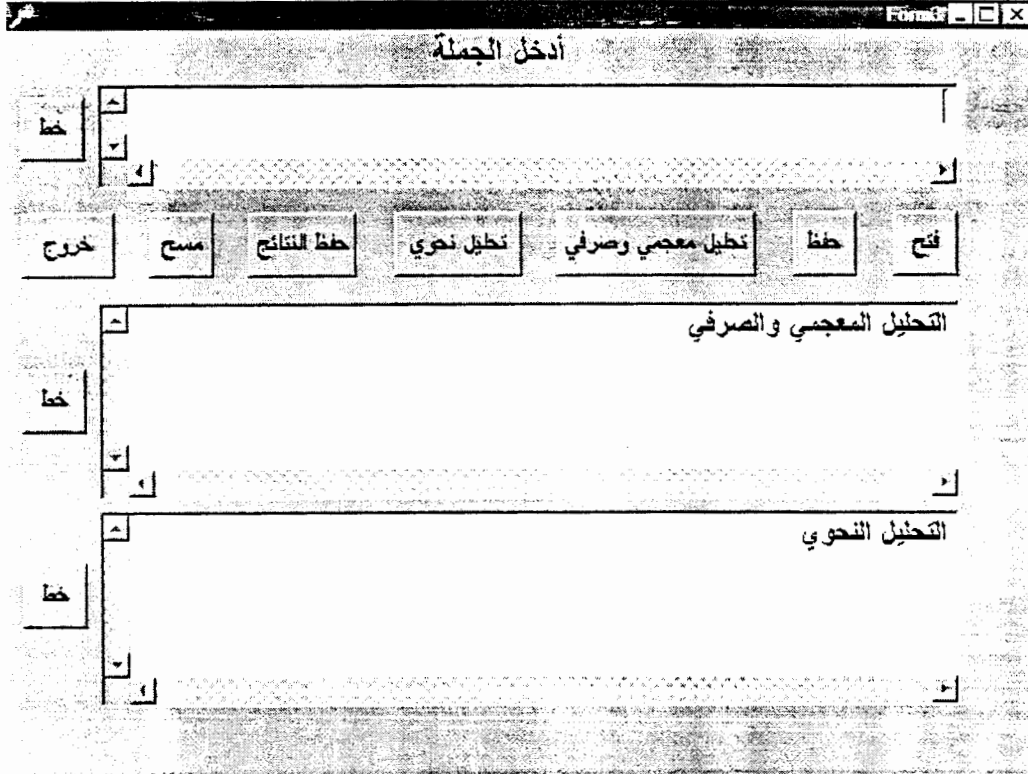 أدخل الجملة
خط
فتح حفظ تحليل معجمي وصرفي تحليل نحوي حفظ النتائج مسح خروج
التحليل المعجمي والصرفي
خط
التحليل النحوي
خط